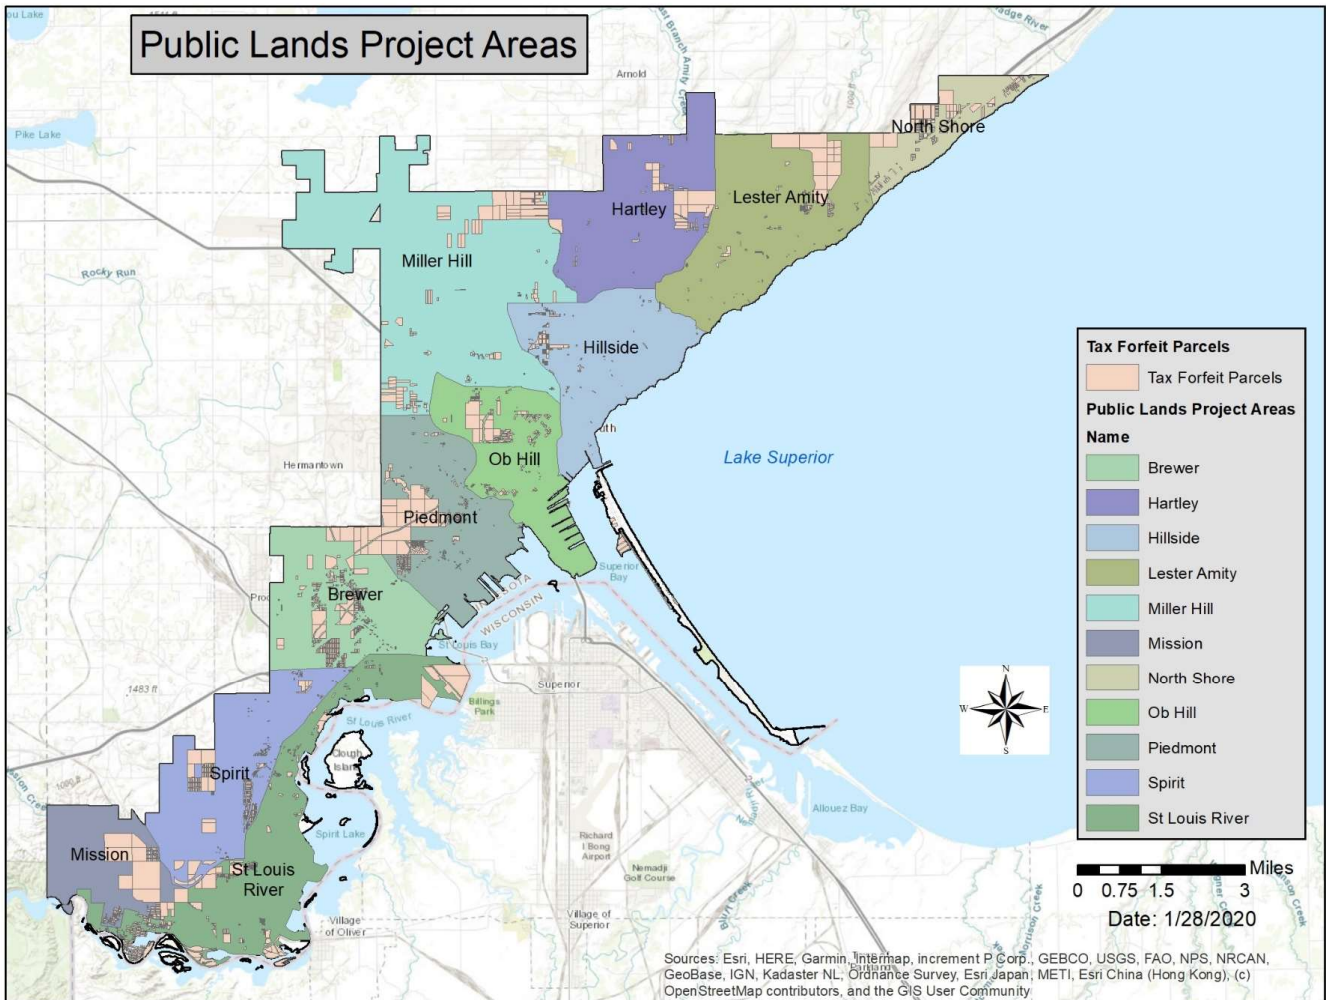 Public Lands Project Areas
Arnold
Pike Lake
North Shore
Lester Amity
Hartley
Miller Hill
Rocky Run
Hillside
Hermantown
Ob Hill
Lake Superior
Piedmont
Superior
Bay
Brewer
WISCONSIN
St Louis Bay
1483 ft
Superior
Billings
Park
St Louis River
Clough
Island
Spirit
Allouez Bay
Spirit Lake
Mission
St Louis
River
Richard
I Bong
Airport
Nemadji
Golf Course
Village
of Oliver
Village of
Superior
Tax Forfeit Parcels
Tax Forfeit Parcels
Public Lands Project Areas
Name
Brewer
Hartley
Hillside
Lester Amity
Miller Hill
Mission
North Shore
Ob Hill
Piedmont
Spirit
St Louis River
N
W
E
S
Miles
0 0.75 1.5 3
Date: 1/28/2020
Sources: Esri, HERE, Garmin, Intermap, increment P Corp., GEBCO, USGS, FAO, NPS, NRCAN,
GeoBase, IGN, Kadaster NL, Ordnance Survey, Esri Japan, METI, Esri China (Hong Kong), (c)
OpenStreetMap contributors, and the GIS User Community